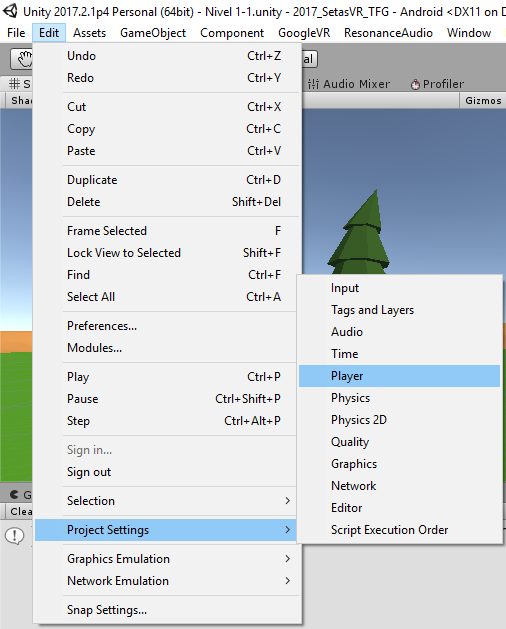 Unity 2017.2.1p4 Personal (64bit) - Nivel 1-1.unity - 2017_SetasVR_TFG - Android <DX11 on D
File Edit Assets GameObject Component GoogleVR ResonanceAudio Window
al
S Audio Mixer Profiler
Sha Gizmos
Undo Ctrl+Z
Redo Ctrl+Y
Cut Ctrl+X
Copy Ctrl+C
Paste Ctrl+V
Duplicate Ctrl+D
Delete Shift+Del
Frame Selected F
Lock View to Selected Shift+F
Find Ctrl+F
Select All Ctrl+A
Preferences...
Modules...
Play Ctrl+P
Pause Ctrl+Shift+P
Step Ctrl+Alt+P
Sign in...
Sign out
Selection
Project Settings
Graphics Emulation
Network Emulation
Snap Settings...
Input
Tags and Layers
Audio
Time
Player
Physics
Physics 2D
Quality
Graphics
Network
Editor
Script Execution Order
G
Clea